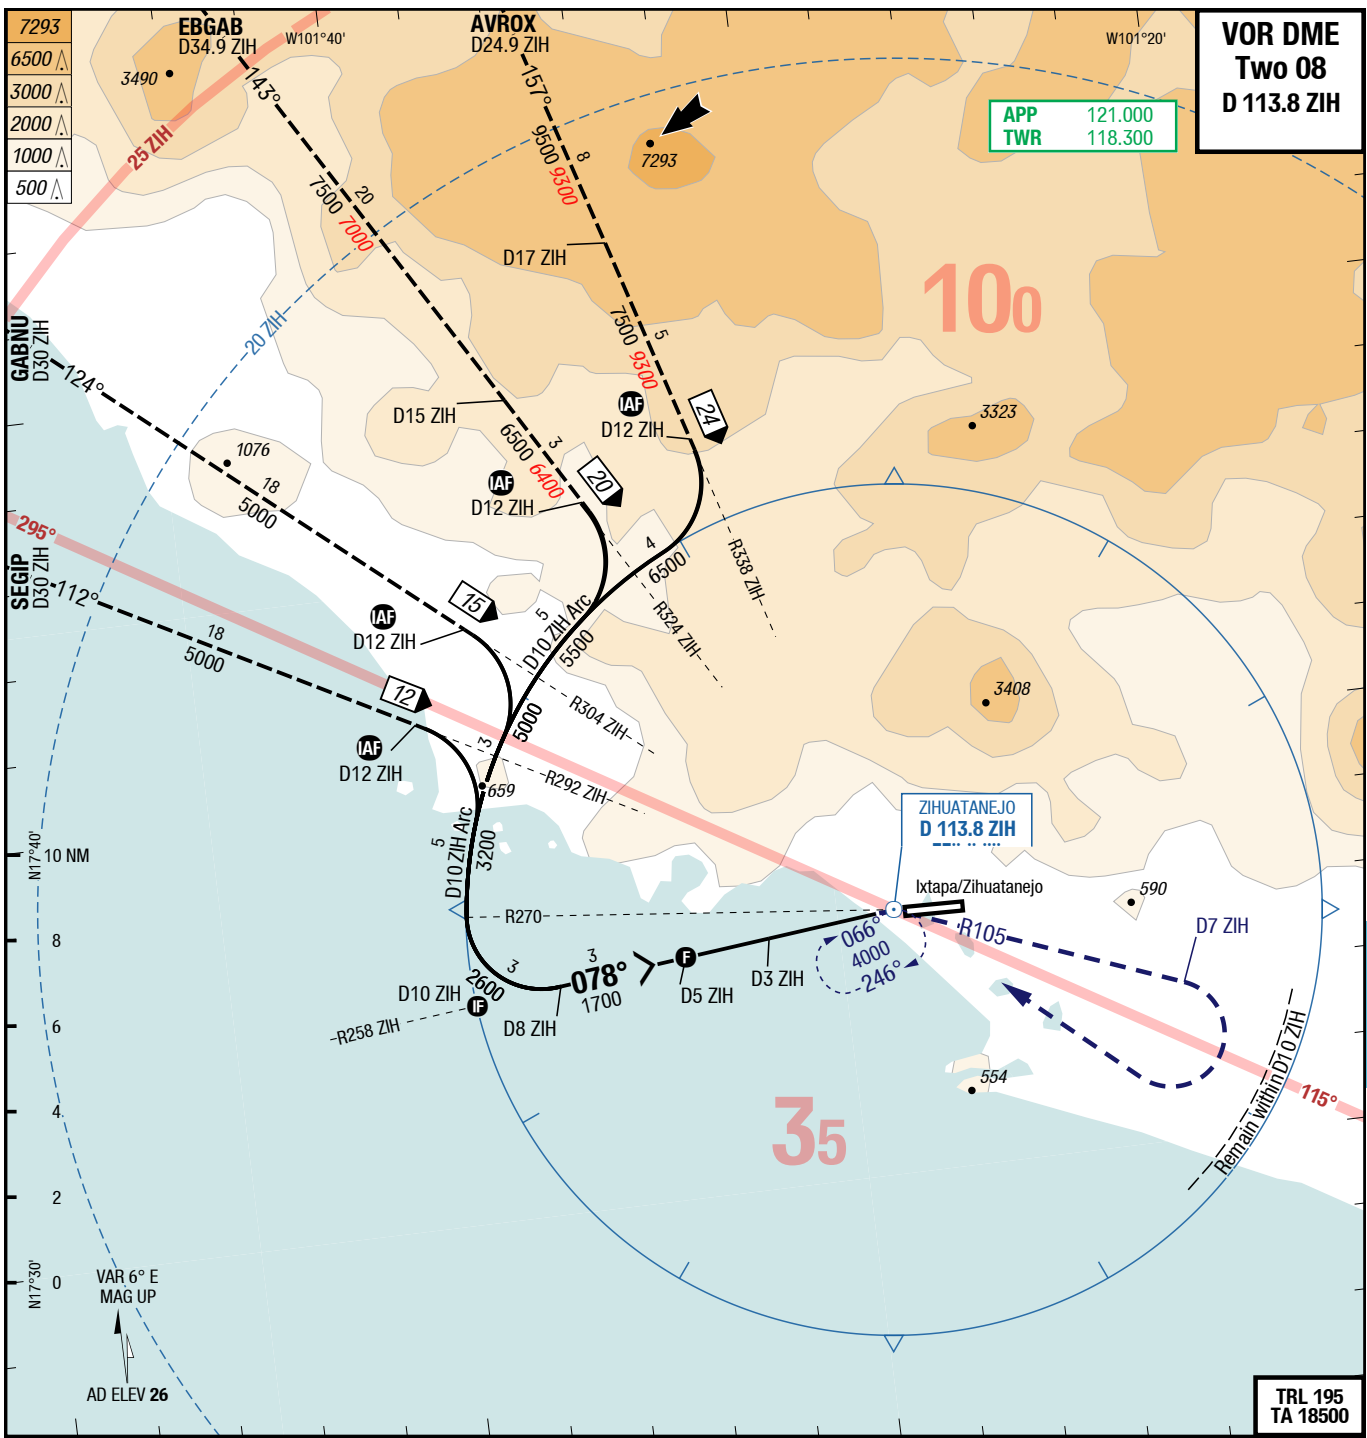 7293
6500
3000
2000
1000
500
EBGAB
D34.9 ZIH
W101°40'
AVROX
D24.9 ZIH
W101°20'
VOR DME
Two 08
D 113.8 ZIH
APP 121.000
TWR 118.300
3490
143°
157°
25 ZIH
9500 9300
8
7293
20
7500 7000
D17 ZIH
100
20 ZIH
GABNU
D30 ZIH
7500 9300
5
124°
D15 ZIH
IAF
D12 ZIH
24
3323
6500 6400
3
1076
IAF
D12 ZIH
20
18
5000
295°
SEGIP
D30 ZIH
112°
4
6500
R338 ZIH
15
IAF
D12 ZIH
5
D10 ZIH Arc
5500
R324 ZIH
18
5000
12
3408
R304 ZIH
5000
3
IAF
D12 ZIH
R292 ZIH
659
ZIHUATANEJO
D 113.8 ZIH
N17°40'
10 NM
5
D10 ZIH Arc
3200
Ixtapa/Zihuatanejo
590
R270
066°
4000
246°
R105
D7 ZIH
8
3
2600
3
078°
1700
F
D5 ZIH
D3 ZIH
D10 ZIH
IF
D8 ZIH
R258 ZIH
6
554
Remain within D10 ZIH
115°
4
35
2
N17°30'
0
VAR 6° E
MAG UP
AD ELEV 26
TRL 195
TA 18500